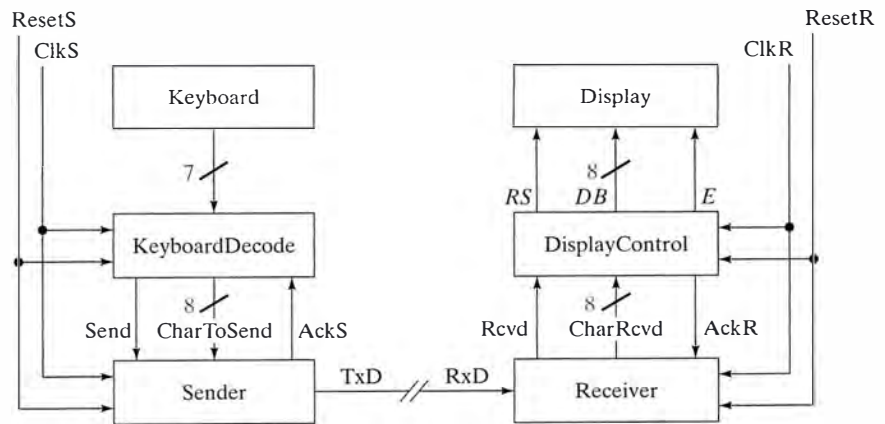 ResetS
ResetR
ClkS
ClkR
Keyboard
Display
7
8
RS
DB
E
KeyboardDecode
DisplayControl
8
8
Send
CharToSend
AckS
Rcvd
CharRcvd
AckR
TxD
RxD
Sender
Receiver